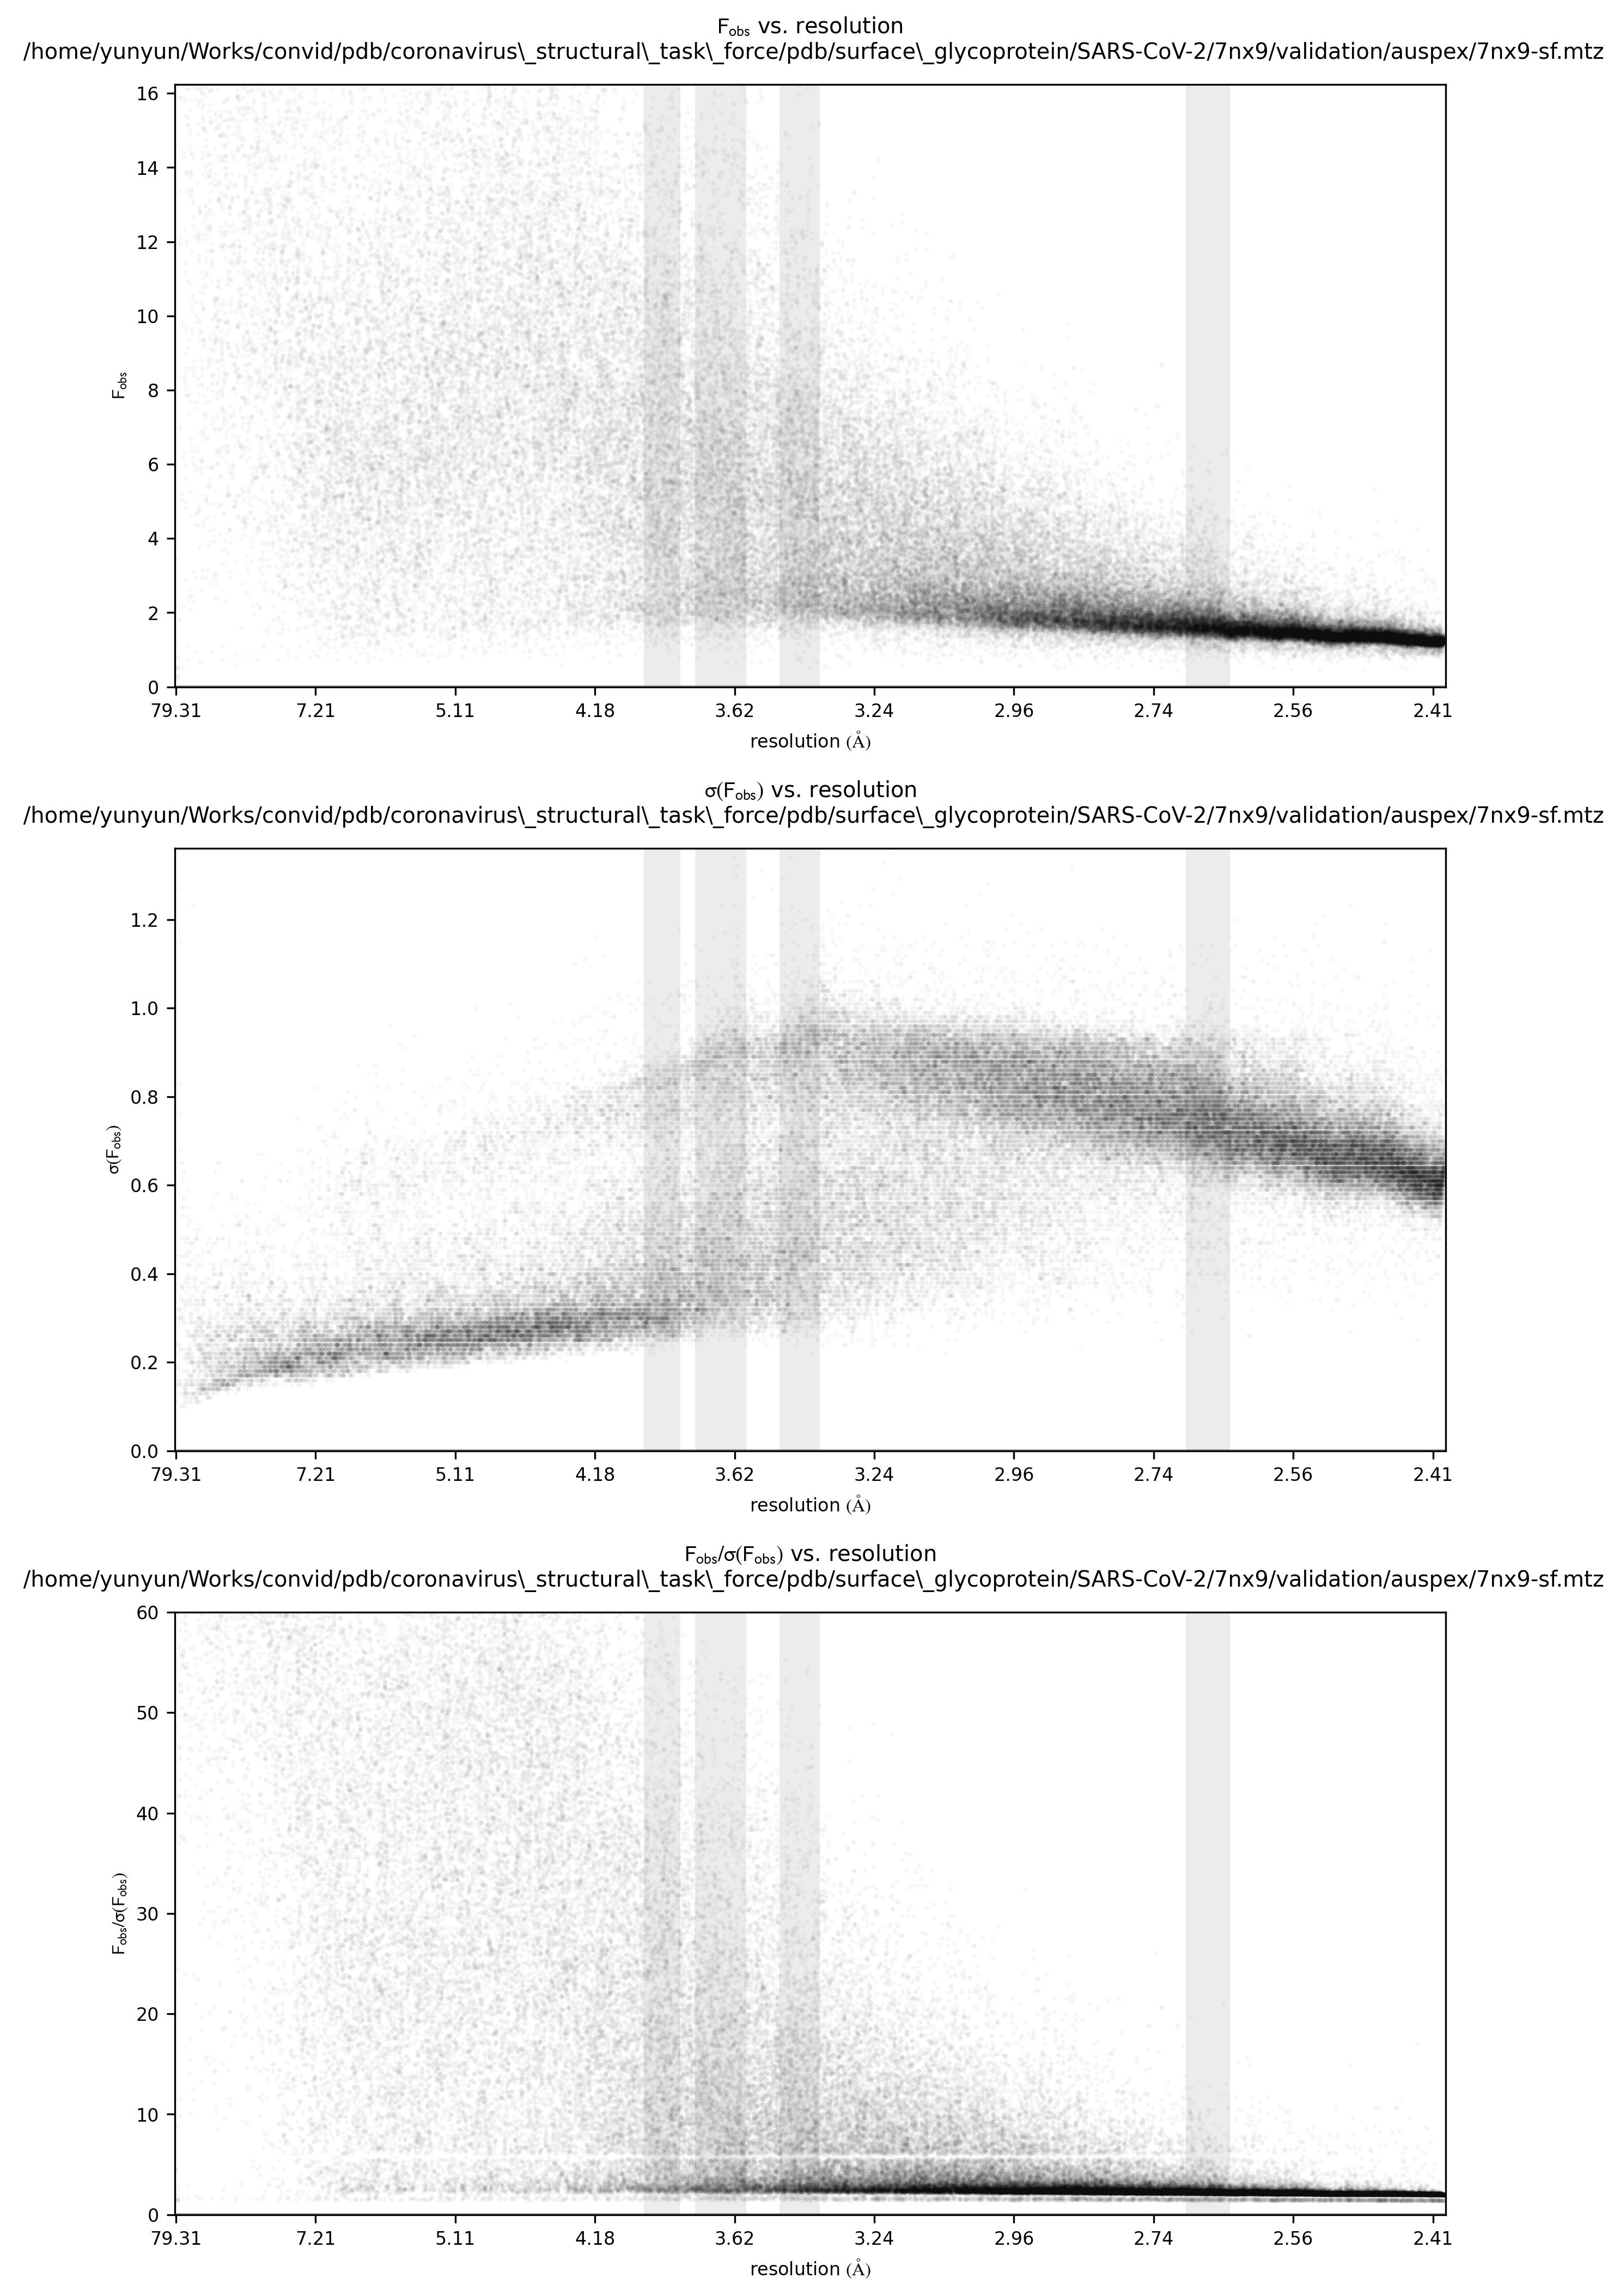 F_obs vs. resolution
/home/yunyun/Works/convid/pdb/coronavirus\_structural\_task\_force/pdb/surface\_glycoprotein/SARS-CoV-2/7nx9/validation/auspex/7nx9-sf.mtz
16
14
12
10
F_obs
8
6
4
2
0
79.31 7.21 5.11 4.18 3.62 3.24 2.96 2.74 2.56 2.41
resolution (Å)
σ(F_obs) vs. resolution
/home/yunyun/Works/convid/pdb/coronavirus\_structural\_task\_force/pdb/surface\_glycoprotein/SARS-CoV-2/7nx9/validation/auspex/7nx9-sf.mtz
1.2
1.0
0.8
σ(F_obs)
0.6
0.4
0.2
0.0
79.31 7.21 5.11 4.18 3.62 3.24 2.96 2.74 2.56 2.41
resolution (Å)
F_obs/σ(F_obs) vs. resolution
/home/yunyun/Works/convid/pdb/coronavirus\_structural\_task\_force/pdb/surface\_glycoprotein/SARS-CoV-2/7nx9/validation/auspex/7nx9-sf.mtz
60
50
40
30
F_obs/σ(F_obs)
20
10
0
79.31 7.21 5.11 4.18 3.62 3.24 2.96 2.74 2.56 2.41
resolution (Å)